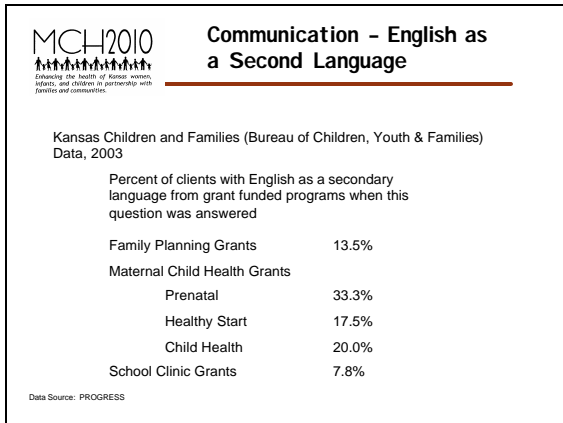 MCH2010
Enhancing the health of Kansas women,
infants, and children in partnership with
families and communities.
Communication – English as
a Second Language
Kansas Children and Families (Bureau of Children, Youth & Families)
Data, 2003
Percent of clients with English as a secondary
language from grant funded programs when this
question was answered
Family Planning Grants 13.5%
Maternal Child Health Grants
Prenatal 33.3%
Healthy Start 17.5%
Child Health 20.0%
School Clinic Grants 7.8%
Data Source: PROGRESS